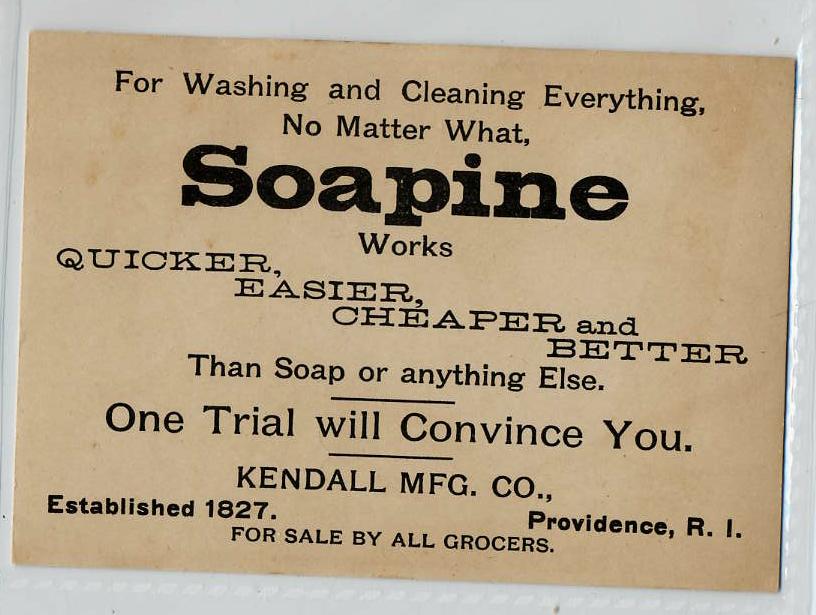 For Washing and Cleaning Everything,
No Matter What,
Soapine
Works
QUICKER,
EASIER,
CHEAPER and
BETTER
Than Soap or anything Else.
One Trial will Convince You.
KENDALL MFG. CO.,
Established 1827.
Providence, R. I.
FOR SALE BY ALL GROCERS.